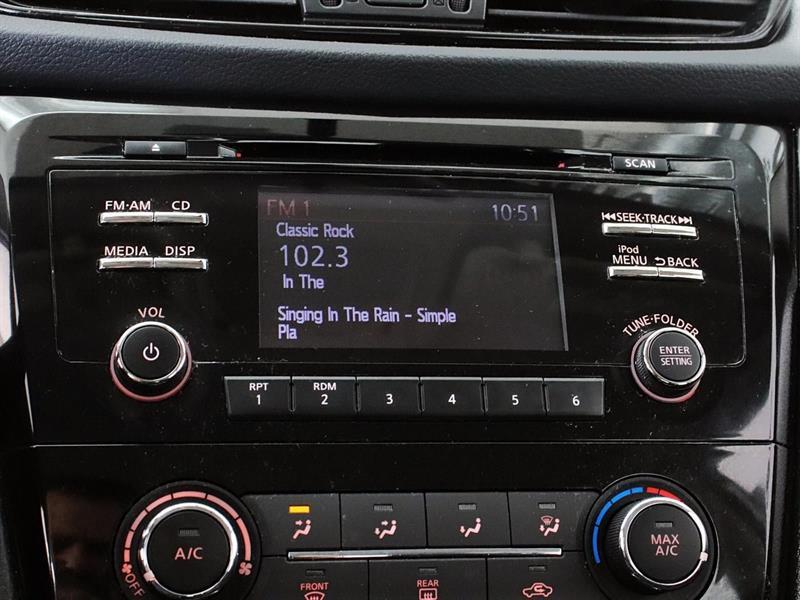 SCAN
FM·AM CD
MEDIA DISP
VOL
FM 1 10:51
Classic Rock
102.3
In The
Singing In The Rain - Simple
Pla
SEEK·TRACK
iPod
MENU BACK
TUNE·FOLDER
ENTER
SETTING
RPT
1
RDM
2
3
4
5
6
A/C
OFF
MAX
A/C
FRONT
REAR